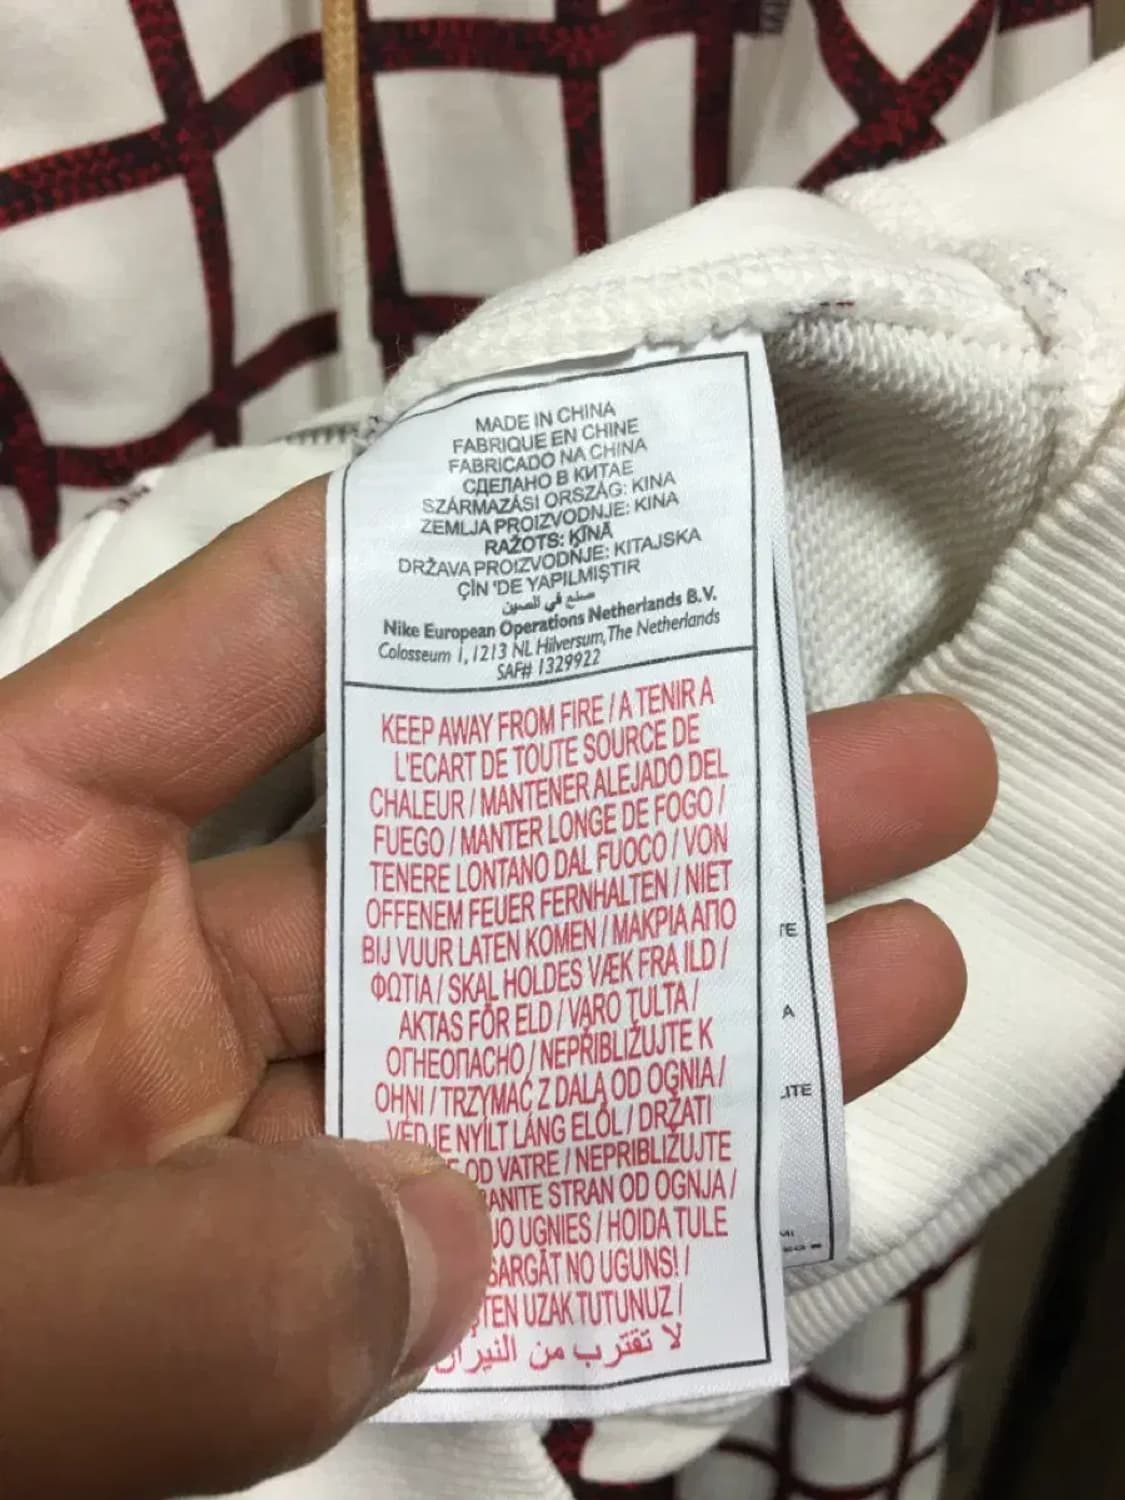 MADE IN CHINA
FABRIQUE EN CHINE
FABRICADO NA CHINA
СДЕЛАНО В КИТАЕ
SZÁRMAZÁSI ORSZÁG: KINA
ZEMLJA PROIZVODNJE: KINA
RAŽOTS: ĶĪNĀ
DRŽAVA PROIZVODNJE: KITAJSKA
ÇİN 'DE YAPILMIŞTIR
صنع في الصين
Nike European Operations Netherlands B.V.
Colosseum 1, 1213 NL Hilversum, The Netherlands
SAF# 1329922
KEEP AWAY FROM FIRE / A TENIR A
L'ECART DE TOUTE SOURCE DE
CHALEUR / MANTENER ALEJADO DEL
FUEGO / MANTER LONGE DE FOGO /
TENERE LONTANO DAL FUOCO / VON
OFFENEM FEUER FERNHALTEN / NIET
BIJ VUUR LATEN KOMEN / ΜΑΚΡΙΑ ΑΠΟ
ΦΩΤΙΑ / SKAL HOLDES VÆK FRA ILD /
AKTAS FÖR ELD / VARO TULTA /
ОГНЕОПАСНО / NEPŘIBLIŽUJTE K
OHNI / TRZYMAĆ Z DALA OD OGNIA /
VÉDJE NYÍLT LÁNG ELŐL / DRŽATI
OD VATRE / NEPRIBLIŽUJTE
STRAN OD OGNJA /
UGNIES / HOIDA TULE
SARGĀT NO UGUNS! /
UZAK TUTUNUZ /
لا تقترب من النيران